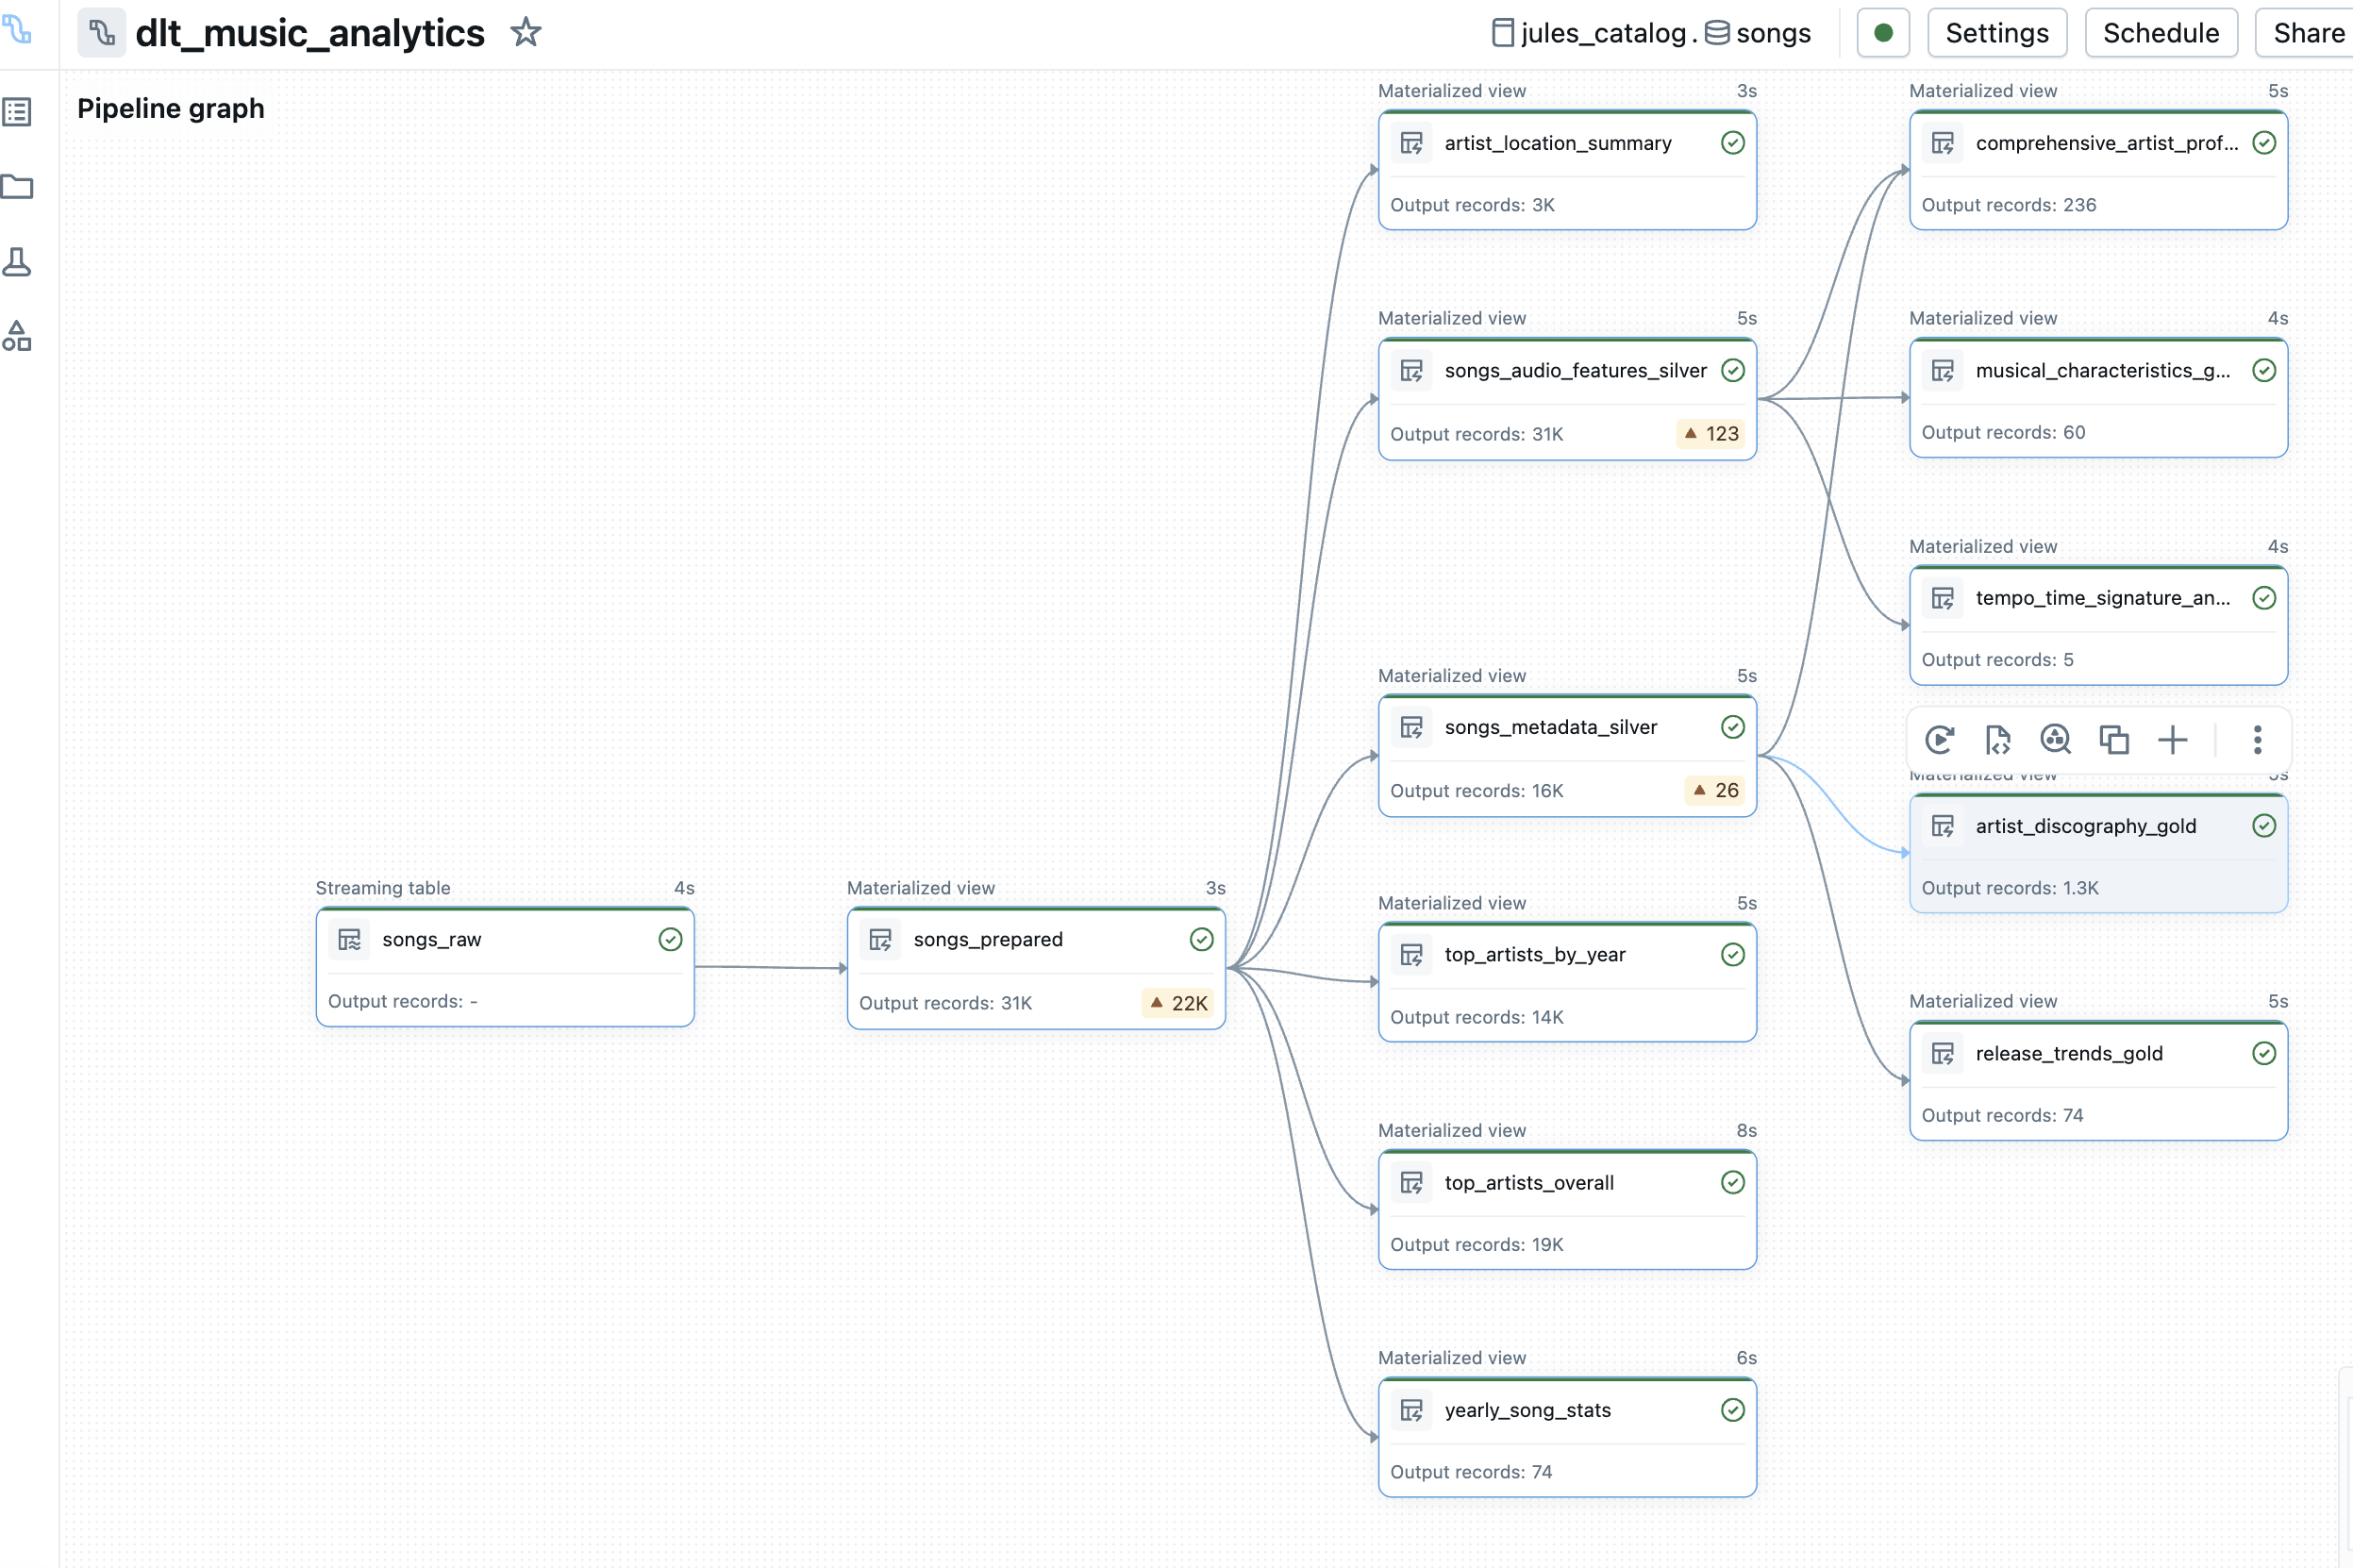 dlt_music_analytics
jules_catalog . songs
Settings
Schedule
Share
Pipeline graph
Materialized view 3s
artist_location_summary
Output records: 3K
Materialized view 5s
comprehensive_artist_prof...
Output records: 236
Materialized view 5s
songs_audio_features_silver
Output records: 31K
123
Materialized view 4s
musical_characteristics_g...
Output records: 60
Materialized view 4s
tempo_time_signature_an...
Output records: 5
Materialized view 5s
songs_metadata_silver
Output records: 16K
26
Materialized view 5s
artist_discography_gold
Output records: 1.3K
Streaming table 4s
songs_raw
Output records: -
Materialized view 3s
songs_prepared
Output records: 31K
22K
Materialized view 5s
top_artists_by_year
Output records: 14K
Materialized view 5s
release_trends_gold
Output records: 74
Materialized view 8s
top_artists_overall
Output records: 19K
Materialized view 6s
yearly_song_stats
Output records: 74